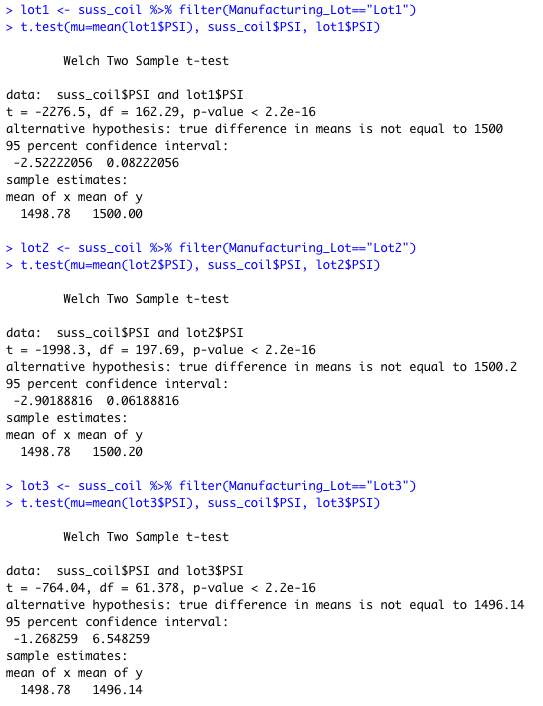 > lot1 <- suss_coil %>% filter(Manufacturing_Lot=="Lot1")
> t.test(mu=mean(lot1$PSI), suss_coil$PSI, lot1$PSI)
Welch Two Sample t-test
data:  suss_coil$PSI and lot1$PSI
t = -2276.5, df = 162.29, p-value < 2.2e-16
alternative hypothesis: true difference in means is not equal to 1500
95 percent confidence interval:
-2.52222056  0.08222056
sample estimates:
mean of x mean of y
1498.78   1500.00
> lot2 <- suss_coil %>% filter(Manufacturing_Lot=="Lot2")
> t.test(mu=mean(lot2$PSI), suss_coil$PSI, lot2$PSI)
Welch Two Sample t-test
data:  suss_coil$PSI and lot2$PSI
t = -1998.3, df = 197.69, p-value < 2.2e-16
alternative hypothesis: true difference in means is not equal to 1500.2
95 percent confidence interval:
-2.90188816  0.06188816
sample estimates:
mean of x mean of y
1498.78   1500.20
> lot3 <- suss_coil %>% filter(Manufacturing_Lot=="Lot3")
> t.test(mu=mean(lot3$PSI), suss_coil$PSI, lot3$PSI)
Welch Two Sample t-test
data:  suss_coil$PSI and lot3$PSI
t = -764.04, df = 61.378, p-value < 2.2e-16
alternative hypothesis: true difference in means is not equal to 1496.14
95 percent confidence interval:
-1.268259  6.548259
sample estimates:
mean of x mean of y
1498.78   1496.14